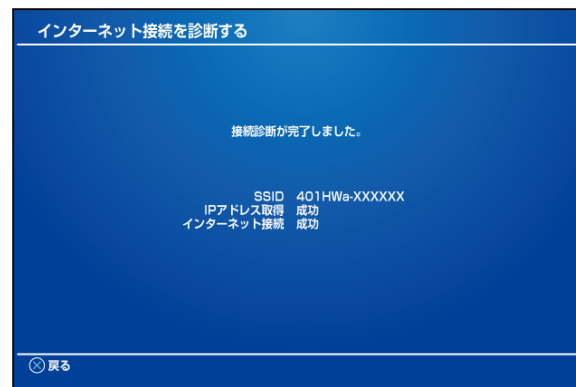 インターネット接続を診断する
接続診断が完了しました。
SSID 401HWa-XXXXXX
IPアドレス取得 成功
インターネット接続 成功
戻る